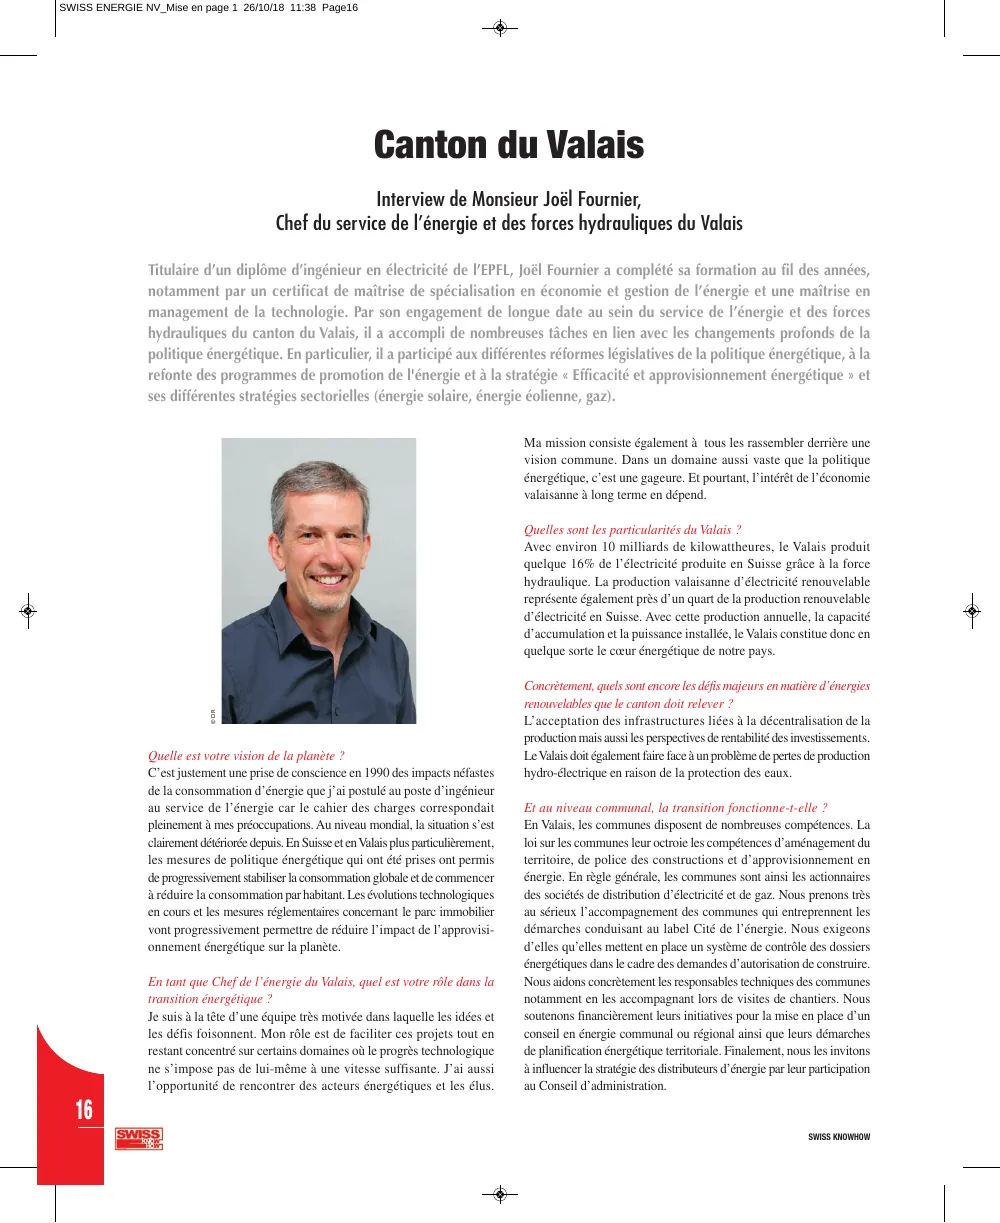 SWISS ENERGIE NV_Mise en page 1  26/10/18  11:38  Page16
Canton du Valais
Interview de Monsieur Joël Fournier,
Chef du service de l’énergie et des forces hydrauliques du Valais
Titulaire d’un diplôme d’ingénieur en électricité de l’EPFL, Joël Fournier a complété sa formation au fil des années,
notamment par un certificat de maîtrise de spécialisation en économie et gestion de l’énergie et une maîtrise en
management de la technologie. Par son engagement de longue date au sein du service de l’énergie et des forces
hydrauliques du canton du Valais, il a accompli de nombreuses tâches en lien avec les changements profonds de la
politique énergétique. En particulier, il a participé aux différentes réformes législatives de la politique énergétique, à la
refonte des programmes de promotion de l'énergie et à la stratégie « Efficacité et approvisionnement énergétique » et
ses différentes stratégies sectorielles (énergie solaire, énergie éolienne, gaz).
© DR
Quelle est votre vision de la planète ?
C’est justement une prise de conscience en 1990 des impacts néfastes
de la consommation d’énergie que j’ai postulé au poste d’ingénieur
au service de l’énergie car le cahier des charges correspondait
pleinement à mes préoccupations. Au niveau mondial, la situation s’est
clairement détériorée depuis. En Suisse et en Valais plus particulièrement,
les mesures de politique énergétique qui ont été prises ont permis
de progressivement stabiliser la consommation globale et de commencer
à réduire la consommation par habitant. Les évolutions technologiques
en cours et les mesures réglementaires concernant le parc immobilier
vont progressivement permettre de réduire l’impact de l’approvisi-
onnement énergétique sur la planète.
En tant que Chef de l’énergie du Valais, quel est votre rôle dans la
transition énergétique ?
Je suis à la tête d’une équipe très motivée dans laquelle les idées et
les défis foisonnent. Mon rôle est de faciliter ces projets tout en
restant concentré sur certains domaines où le progrès technologique
ne s’impose pas de lui-même à une vitesse suffisante. J’ai aussi
l’opportunité de rencontrer des acteurs énergétiques et les élus.
Ma mission consiste également à  tous les rassembler derrière une
vision commune. Dans un domaine aussi vaste que la politique
énergétique, c’est une gageure. Et pourtant, l’intérêt de l’économie
valaisanne à long terme en dépend.
Quelles sont les particularités du Valais ?
Avec environ 10 milliards de kilowattheures, le Valais produit
quelque 16% de l’électricité produite en Suisse grâce à la force
hydraulique. La production valaisanne d’électricité renouvelable
représente également près d’un quart de la production renouvelable
d’électricité en Suisse. Avec cette production annuelle, la capacité
d’accumulation et la puissance installée, le Valais constitue donc en
quelque sorte le cœur énergétique de notre pays.
Concrètement, quels sont encore les défis majeurs en matière d’énergies
renouvelables que le canton doit relever ?
L’acceptation des infrastructures liées à la décentralisation de la
production mais aussi les perspectives de rentabilité des investissements.
Le Valais doit également faire face à un problème de pertes de production
hydro-électrique en raison de la protection des eaux.
Et au niveau communal, la transition fonctionne-t-elle ?
En Valais, les communes disposent de nombreuses compétences. La
loi sur les communes leur octroie les compétences d’aménagement du
territoire, de police des constructions et d’approvisionnement en
énergie. En règle générale, les communes sont ainsi les actionnaires
des sociétés de distribution d’électricité et de gaz. Nous prenons très
au sérieux l’accompagnement des communes qui entreprennent les
démarches conduisant au label Cité de l’énergie. Nous exigeons
d’elles qu’elles mettent en place un système de contrôle des dossiers
énergétiques dans le cadre des demandes d’autorisation de construire.
Nous aidons concrètement les responsables techniques des communes
notamment en les accompagnant lors de visites de chantiers. Nous
soutenons financièrement leurs initiatives pour la mise en place d’un
conseil en énergie communal ou régional ainsi que leurs démarches
de planification énergétique territoriale. Finalement, nous les invitons
à influencer la stratégie des distributeurs d’énergie par leur participation
au Conseil d’administration.
16
SWISS
KNOW
HOW
SWISS KNOWHOW